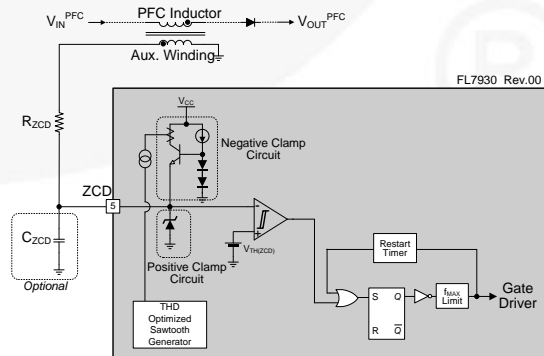 V_IN^PFC
PFC Inductor
V_OUT^PFC
Aux. Winding
FL7930 Rev.00
R_ZCD
V_CC
Negative Clamp
Circuit
ZCD
5
C_ZCD
Optional
Positive Clamp
Circuit
V_TH(ZCD)
-
+
Restart
Timer
THD
Optimized
Sawtooth
Generator
S Q
R Q̅
f_MAX
Limit
Gate
Driver